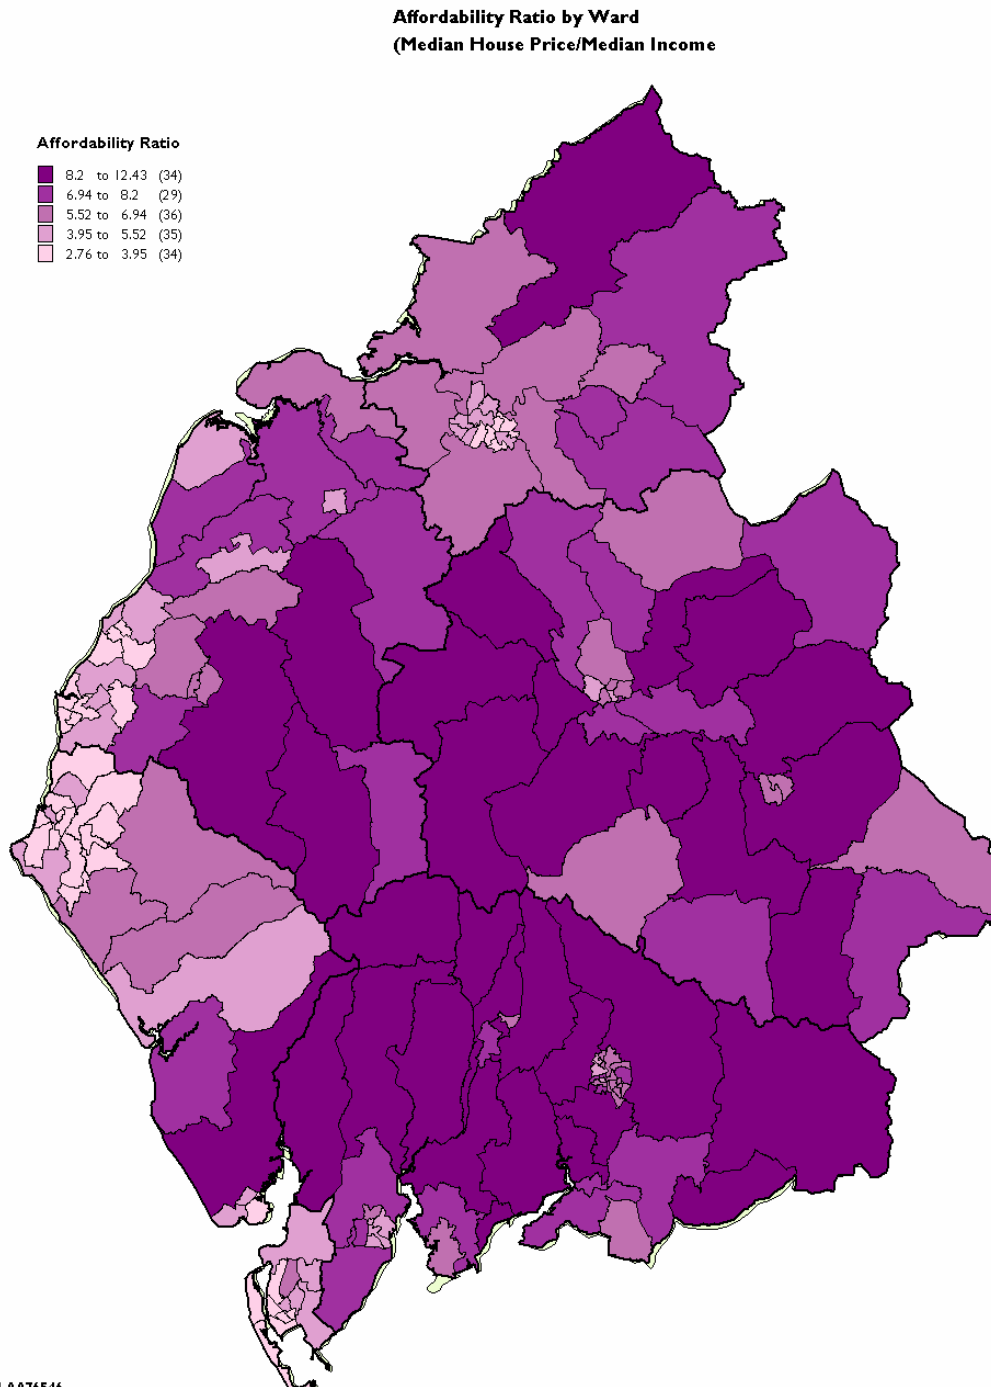 Affordability Ratio by Ward
(Median House Price/Median Income
Affordability Ratio
8.2 to 12.43 (34)
6.94 to 8.2 (29)
5.52 to 6.94 (36)
3.95 to 5.52 (35)
2.76 to 3.95 (34)